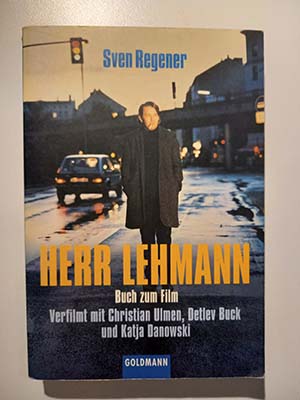 Sven Regener
HERR LEHMANN
Buch zum Film
Verfilmt mit Christian Ulmen, Detlev Buck
und Katja Danowski
GOLDMANN